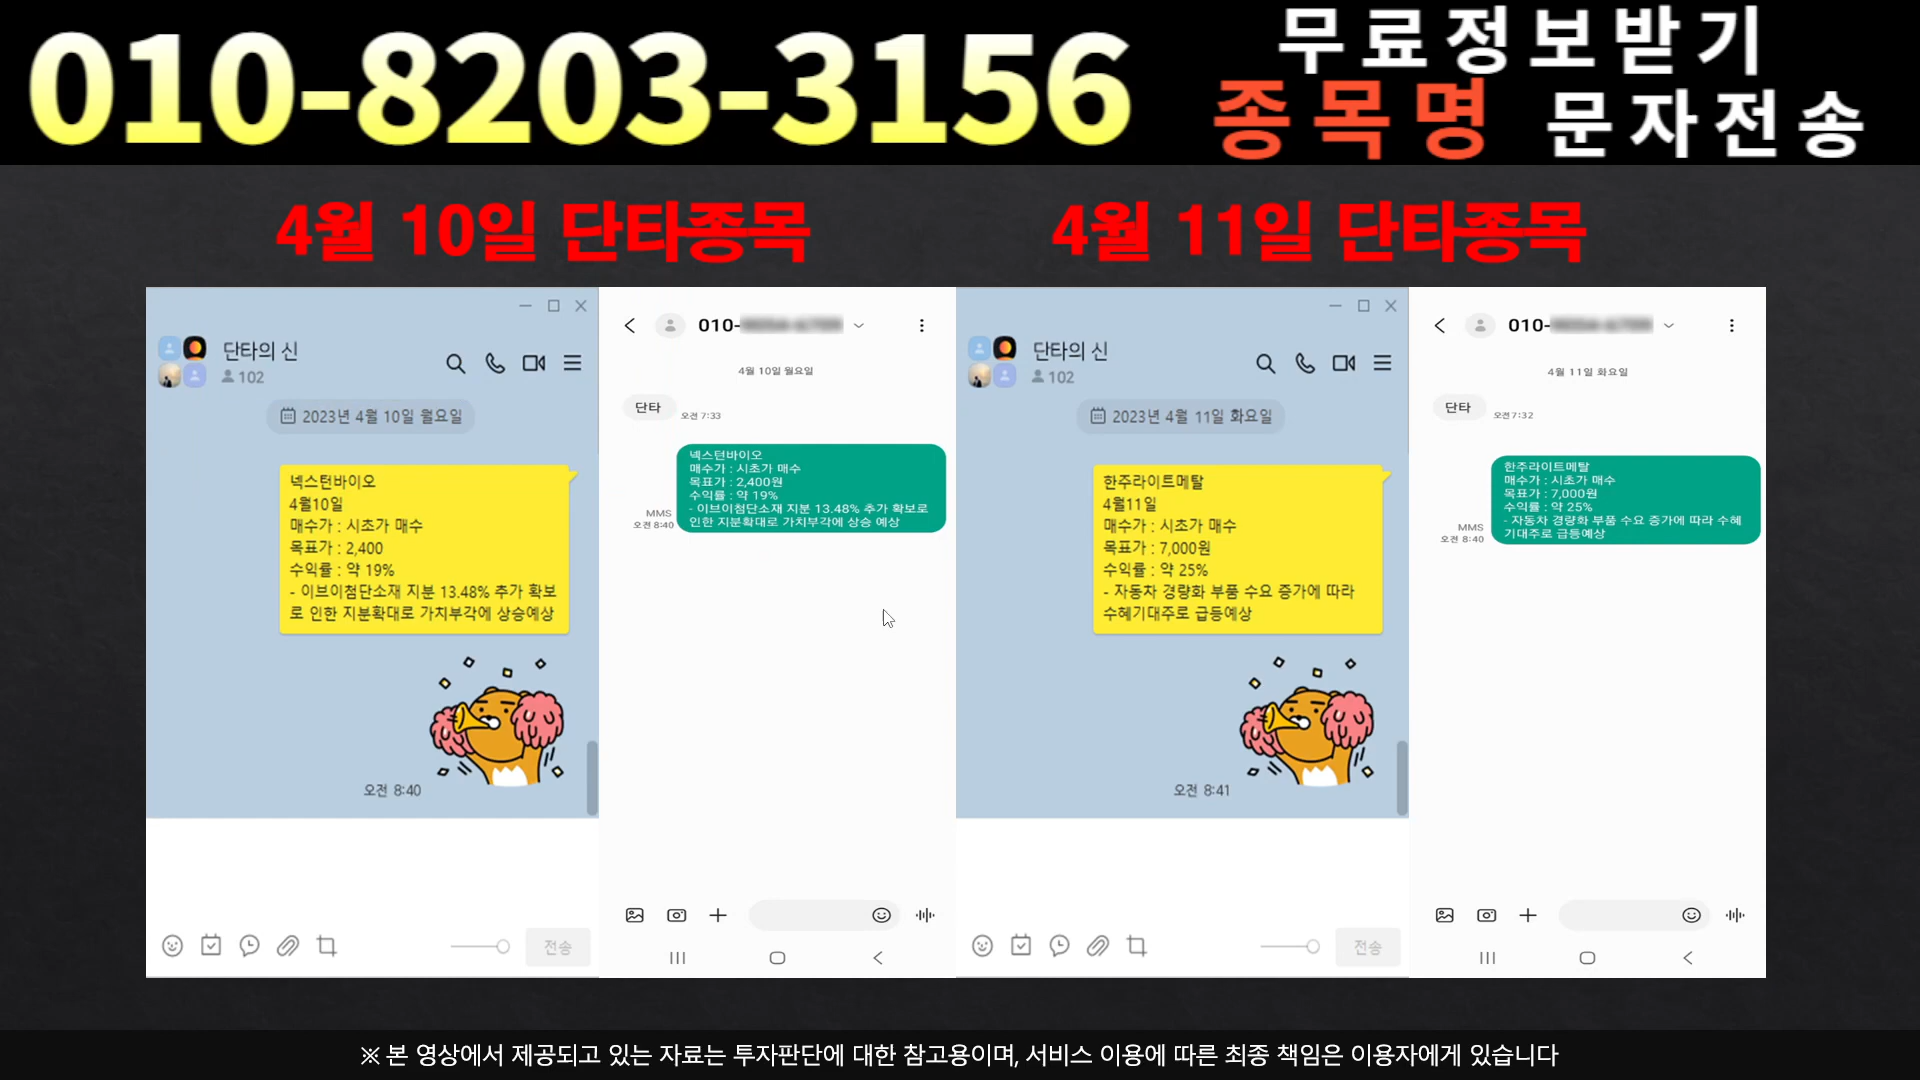 010-8203-3156
무료정보받기
종목명 문자전송
4월 10일 단타종목
4월 11일 단타종목
단타의 신
102
2023년 4월 10일 월요일
넥스턴바이오
4월10일
매수가 : 시초가 매수
목표가 : 2,400
수익률 : 약 19%
- 이브이첨단소재 지분 13.48% 추가 확보
로 인한 지분확대로 가치부각에 상승예상
오전 8:40
전송
010-
4월 10일 월요일
단타
오전 7:33
넥스턴바이오
매수가 : 시초가 매수
목표가 : 2,400원
수익률 : 약 19%
- 이브이첨단소재 지분 13.48% 추가 확보로
인한 지분확대로 가치부각에 상승 예상
MMS
오전 8:40
단타의 신
102
2023년 4월 11일 화요일
한주라이트메탈
4월11일
매수가 : 시초가 매수
목표가 : 7,000원
수익률 : 약 25%
- 자동차 경량화 부품 수요 증가에 따라
수혜기대주로 급등예상
오전 8:41
전송
010-
4월 11일 화요일
단타
오전 7:32
한주라이트메탈
매수가 : 시초가 매수
목표가 : 7,000원
수익률 : 약 25%
- 자동차 경량화 부품 수요 증가에 따라 수혜
기대주로 급등예상
MMS
오전 8:40
※ 본 영상에서 제공되고 있는 자료는 투자판단에 대한 참고용이며, 서비스 이용에 따른 최종 책임은 이용자에게 있습니다